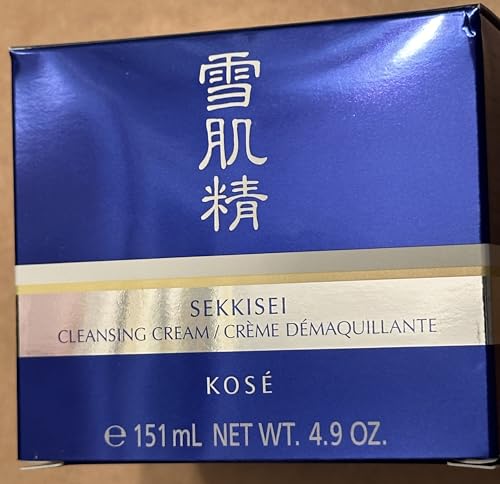 雪肌精
SEKKISEI
CLEANSING CREAM / CRÈME DÉMAQUILLANTE
KOSÉ
℮ 151 mL NET WT. 4.9 OZ.